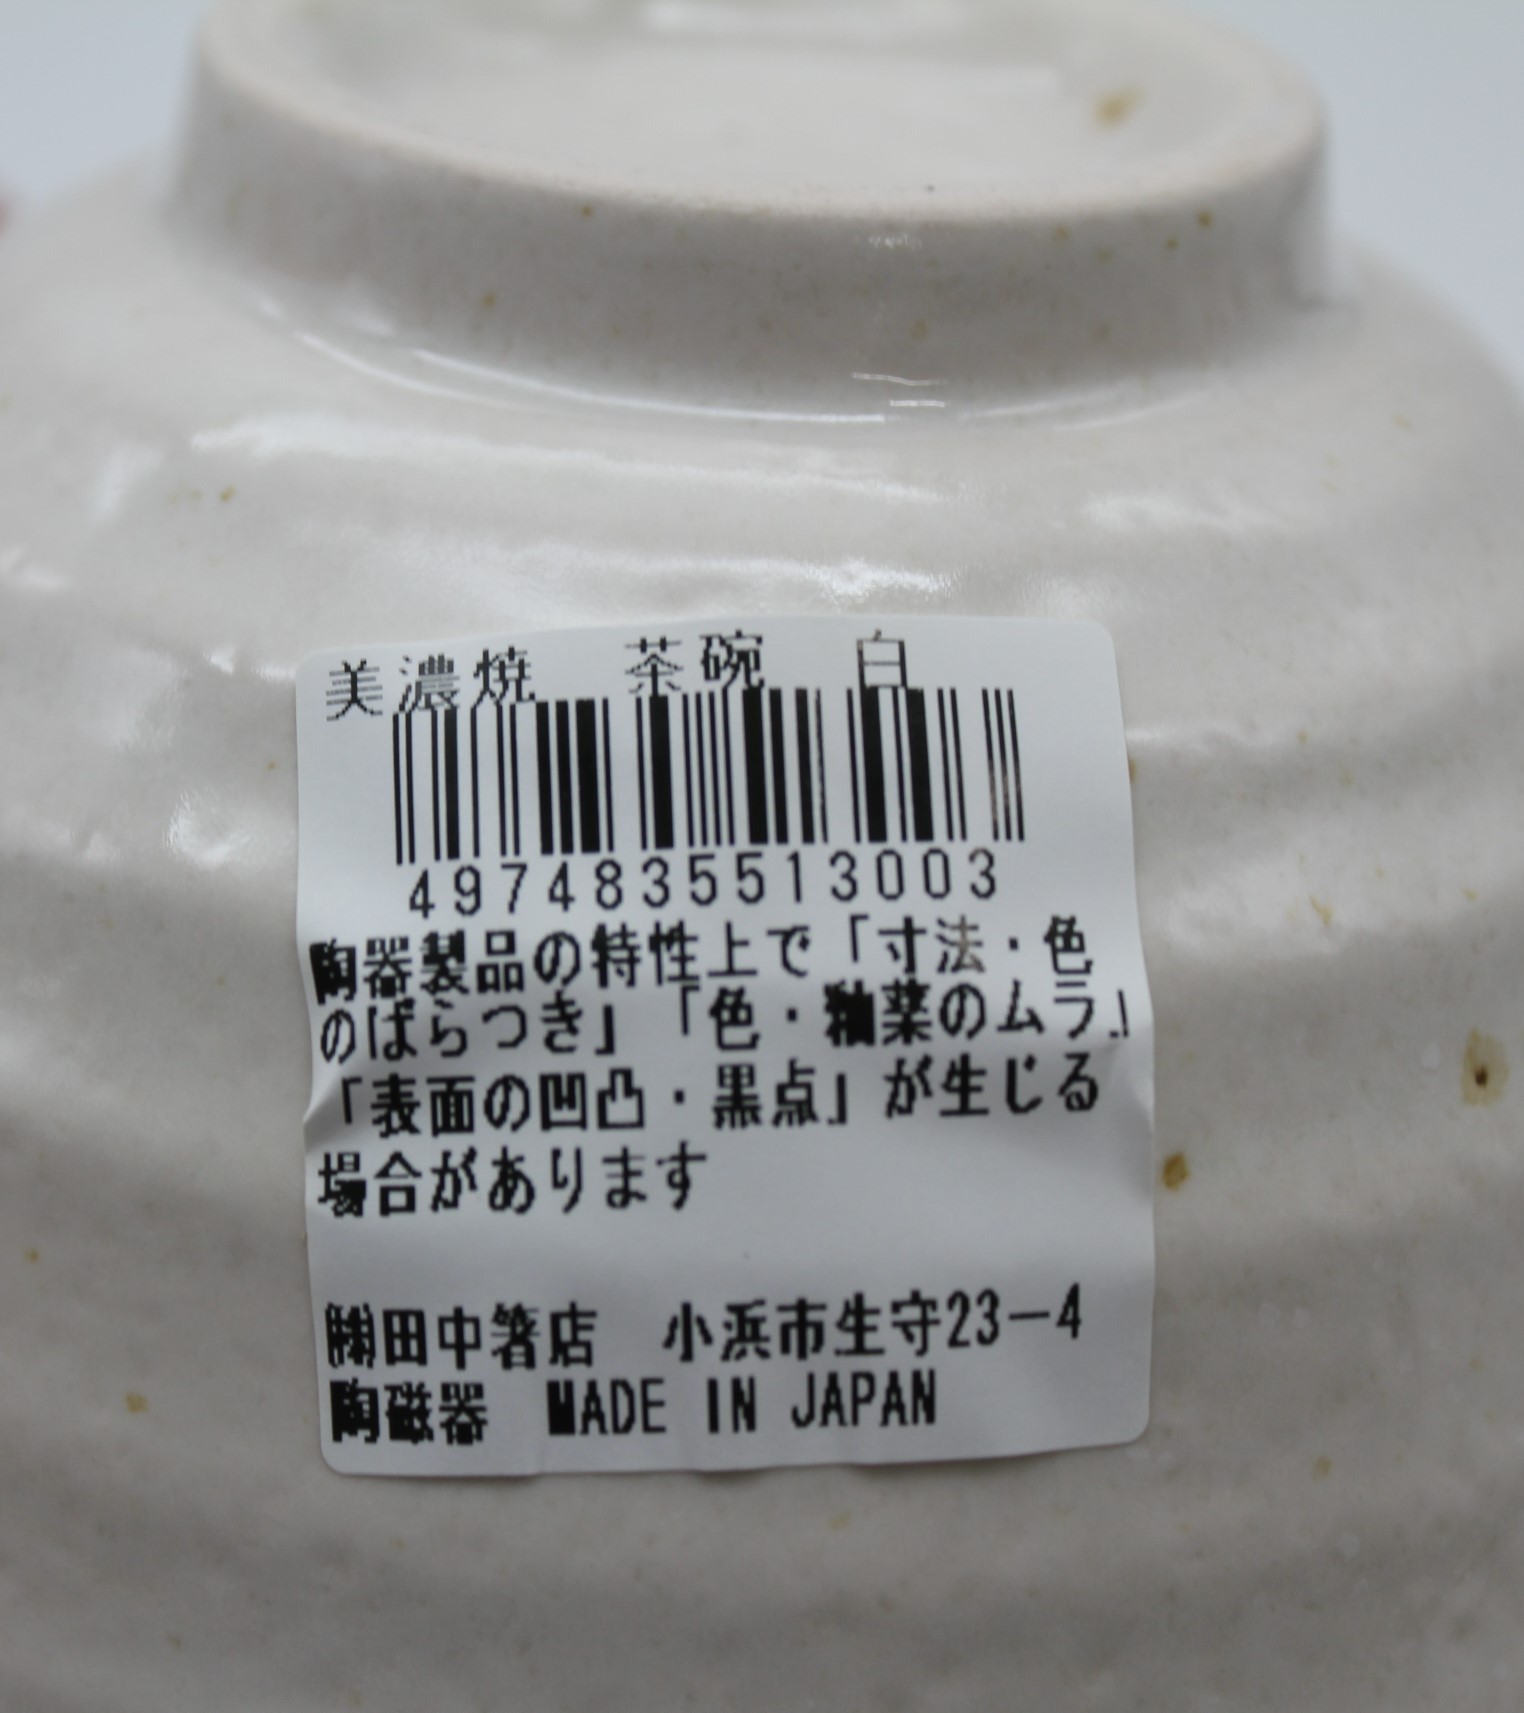 美濃焼　茶碗　白
4974835513003
陶器製品の特性上で「寸法・色
のばらつき」「色・釉薬のムラ」
「表面の凹凸・黒点」が生じる
場合があります
㈱田中箸店　小浜市生守23-4
陶磁器　MADE IN JAPAN